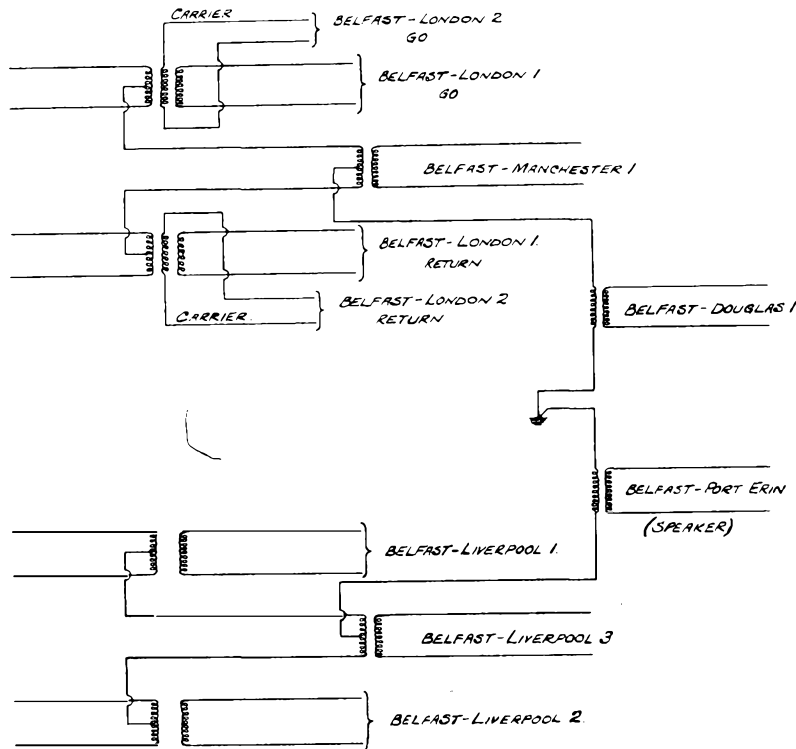 CARRIER
BELFAST-LONDON 2
GO
BELFAST-LONDON 1
GO
BELFAST-MANCHESTER 1
BELFAST-LONDON 1.
RETURN
BELFAST-LONDON 2
RETURN
CARRIER.
BELFAST-DOUGLAS 1
BELFAST-PORT ERIN
(SPEAKER)
BELFAST-LIVERPOOL 1.
BELFAST-LIVERPOOL 3
BELFAST-LIVERPOOL 2.